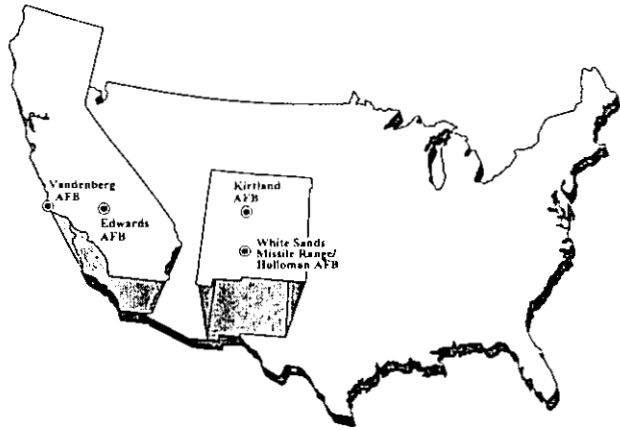 Vandenberg
AFB
Edwards
AFB
Kirtland
AFB
White Sands
Missile Range/
Holloman AFB